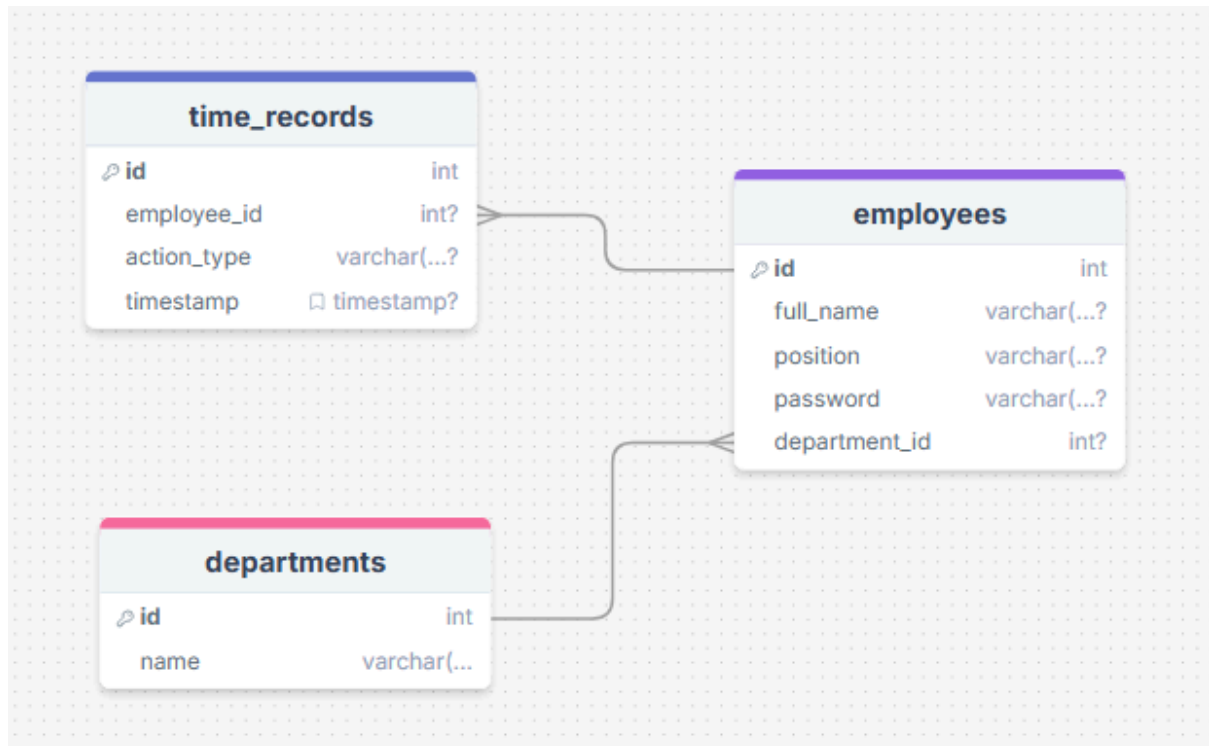 time_records
id int
employee_id int?
action_type varchar(...?
timestamp timestamp?
employees
id int
full_name varchar(...?
position varchar(...?
password varchar(...?
department_id int?
departments
id int
name varchar(...